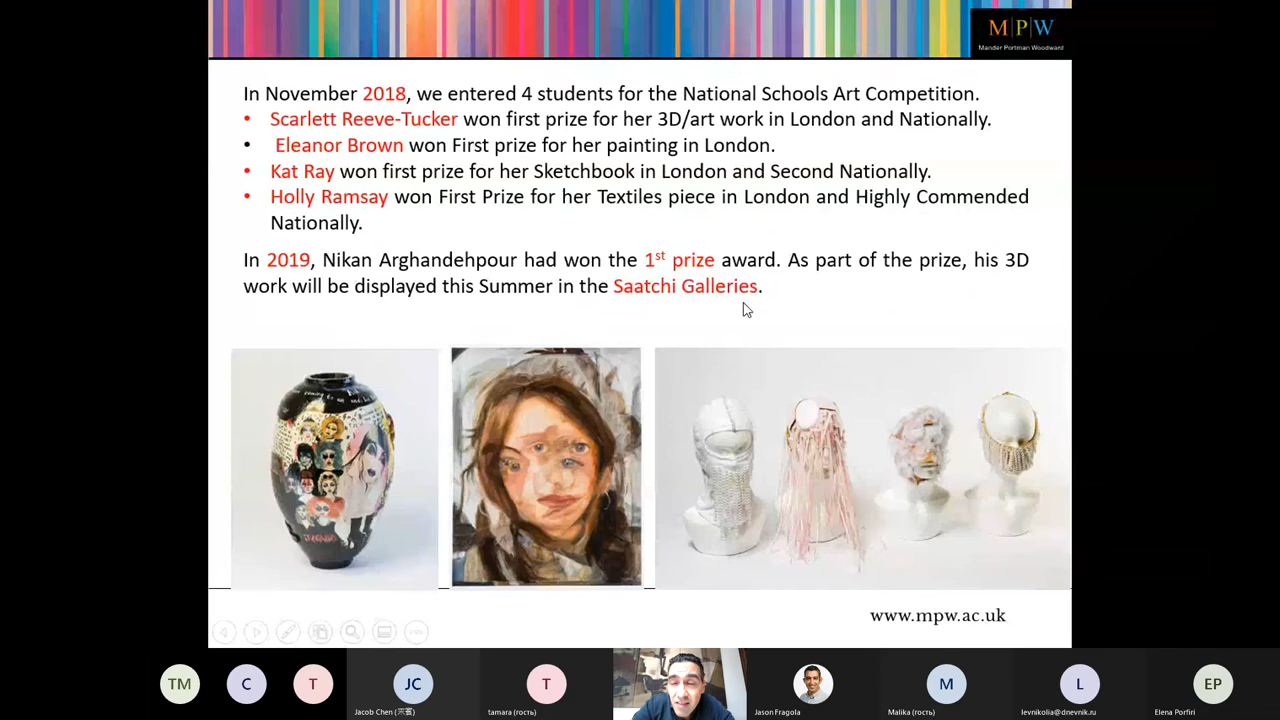 M|P|W
Mander Portman Woodward
In November 2018, we entered 4 students for the National Schools Art Competition.
• Scarlett Reeve-Tucker won first prize for her 3D/art work in London and Nationally.
• Eleanor Brown won First prize for her painting in London.
• Kat Ray won first prize for her Sketchbook in London and Second Nationally.
• Holly Ramsay won First Prize for her Textiles piece in London and Highly Commended
Nationally.
In 2019, Nikan Arghandehpour had won the 1st prize award. As part of the prize, his 3D
work will be displayed this Summer in the Saatchi Galleries.
www.mpw.ac.uk
TM C T JC T M L EP
Jacob Chen tamara (гость) Jason Fragola Malika (гость) levnikolia@dnevnik.ru Elena Porfiri